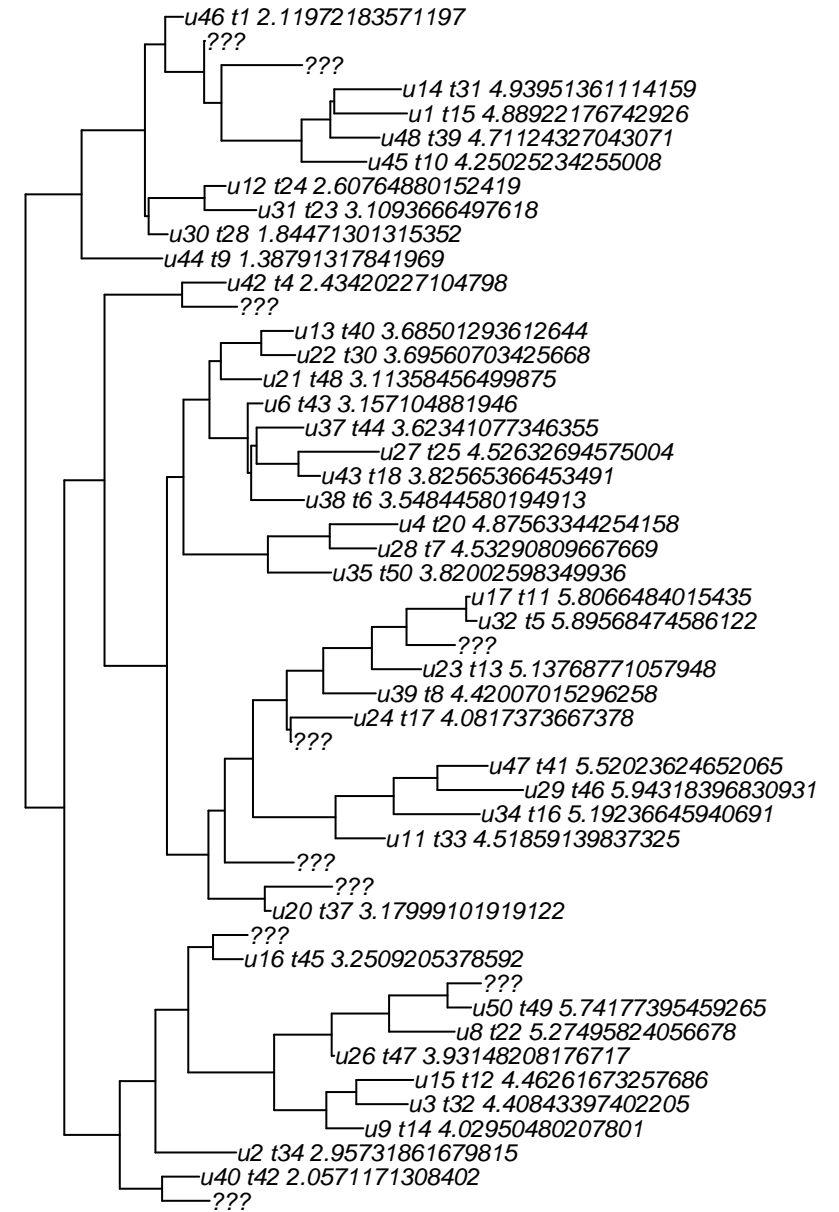 u46 t1 2.11972183571197
???
???
u14 t31 4.93951361114159
u1 t15 4.88922176742926
u48 t39 4.71124327043071
u45 t10 4.25025234255008
u12 t24 2.60764880152419
u31 t23 3.1093666497618
u30 t28 1.84471301315352
u44 t9 1.38791317841969
u42 t4 2.43420227104798
???
u13 t40 3.68501293612644
u22 t30 3.69560703425668
u21 t48 3.11358456499875
u6 t43 3.157104881946
u37 t44 3.62341077346355
u27 t25 4.52632694575004
u43 t18 3.82565366453491
u38 t6 3.54844580194913
u4 t20 4.87563344254158
u28 t7 4.53290809667669
u35 t50 3.82002598349936
u17 t11 5.8066484015435
u32 t5 5.89568474586122
???
u23 t13 5.13768771057948
u39 t8 4.42007015296258
u24 t17 4.0817373667378
???
u47 t41 5.52023624652065
u29 t46 5.94318396830931
u34 t16 5.19236645940691
u11 t33 4.51859139837325
???
???
u20 t37 3.17999101919122
???
u16 t45 3.2509205378592
???
u50 t49 5.74177395459265
u8 t22 5.27495824056678
u26 t47 3.93148208176717
u15 t12 4.46261673257686
u3 t32 4.40843397402205
u9 t14 4.02950480207801
u2 t34 2.95731861679815
u40 t42 2.0571171308402
???